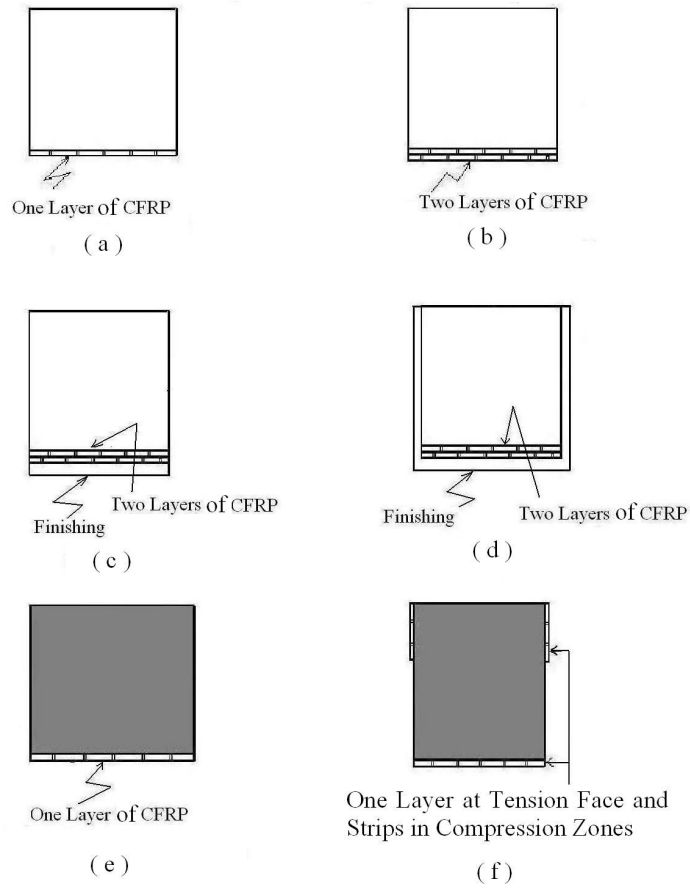 One Layer of CFRP
( a )
Two Layers of CFRP
( b )
Two Layers of CFRP
Finishing
( c )
Finishing
Two Layers of CFRP
( d )
One Layer of CFRP
( e )
One Layer at Tension Face and
Strips in Compression Zones
( f )